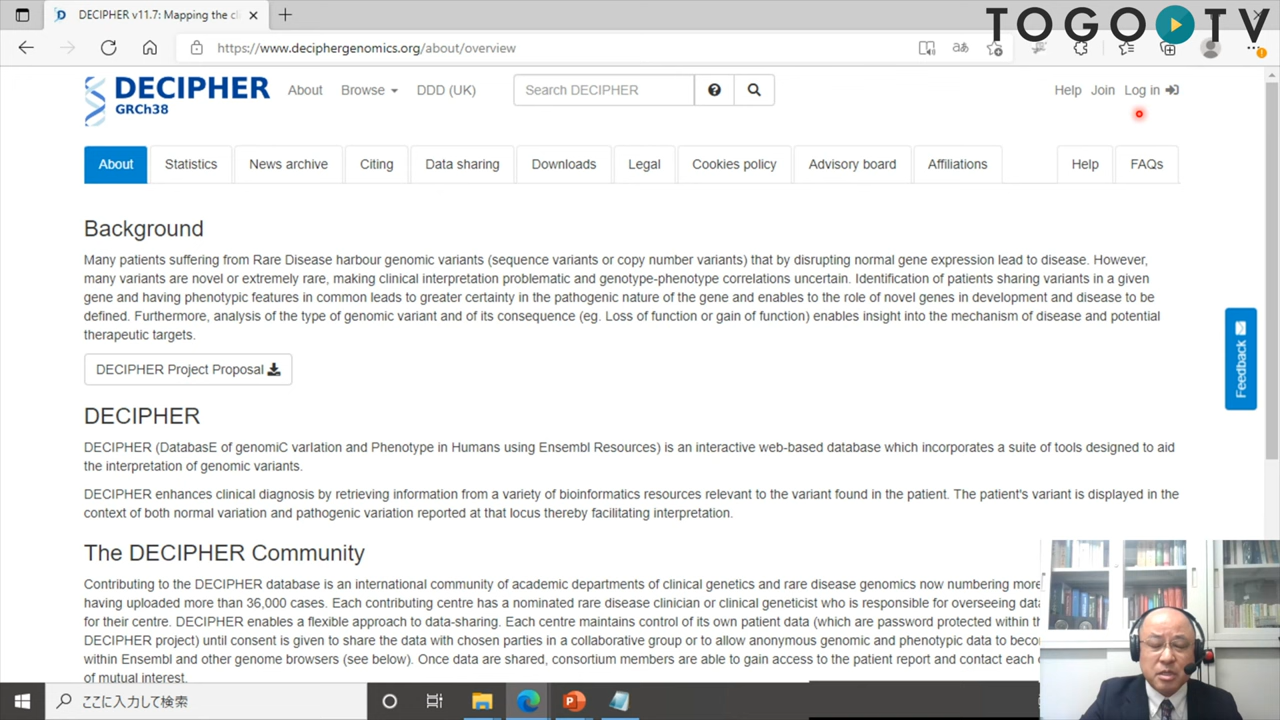 DECIPHER v11.7: Mapping the cl
TOGO TV
https://www.deciphergenomics.org/about/overview
DECIPHER
GRCh38
About
Browse
DDD (UK)
Search DECIPHER
Help
Join
Log in
About
Statistics
News archive
Citing
Data sharing
Downloads
Legal
Cookies policy
Advisory board
Affiliations
Help
FAQs
Background
Many patients suffering from Rare Disease harbour genomic variants (sequence variants or copy number variants) that by disrupting normal gene expression lead to disease. However,
many variants are novel or extremely rare, making clinical interpretation problematic and genotype-phenotype correlations uncertain. Identification of patients sharing variants in a given
gene and having phenotypic features in common leads to greater certainty in the pathogenic nature of the gene and enables to the role of novel genes in development and disease to be
defined. Furthermore, analysis of the type of genomic variant and of its consequence (eg. Loss of function or gain of function) enables insight into the mechanism of disease and potential
therapeutic targets.
DECIPHER Project Proposal
Feedback
DECIPHER
DECIPHER (DatabasE of genomiC varIation and Phenotype in Humans using Ensembl Resources) is an interactive web-based database which incorporates a suite of tools designed to aid
the interpretation of genomic variants.
DECIPHER enhances clinical diagnosis by retrieving information from a variety of bioinformatics resources relevant to the variant found in the patient. The patient's variant is displayed in the
context of both normal variation and pathogenic variation reported at that locus thereby facilitating interpretation.
The DECIPHER Community
Contributing to the DECIPHER database is an international community of academic departments of clinical genetics and rare disease genomics now numbering more
having uploaded more than 36,000 cases. Each contributing centre has a nominated rare disease clinician or clinical geneticist who is responsible for overseeing
for their centre. DECIPHER enables a flexible approach to data-sharing. Each centre maintains control of its own patient data (which are password protected within
DECIPHER project) until consent is given to share the data with chosen parties in a collaborative group or to allow anonymous genomic and phenotypic data to
within Ensembl and other genome browsers (see below). Once data are shared, consortium members are able to gain access to the patient report and contact each
of mutual interest.
ここに入力して検索